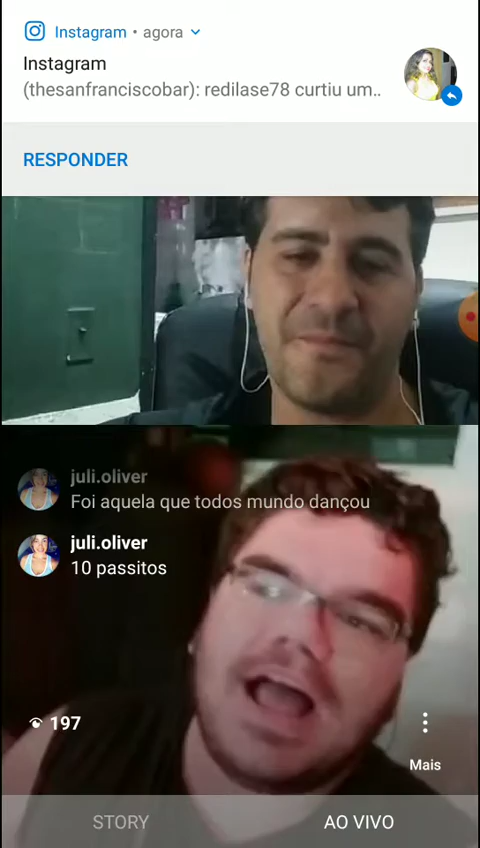 Instagram • agora
Instagram
(thesanfranciscobar): redilase78 curtiu um..
RESPONDER
juli.oliver
Foi aquela que todos mundo dançou
juli.oliver
10 passitos
197
Mais
STORY
AO VIVO